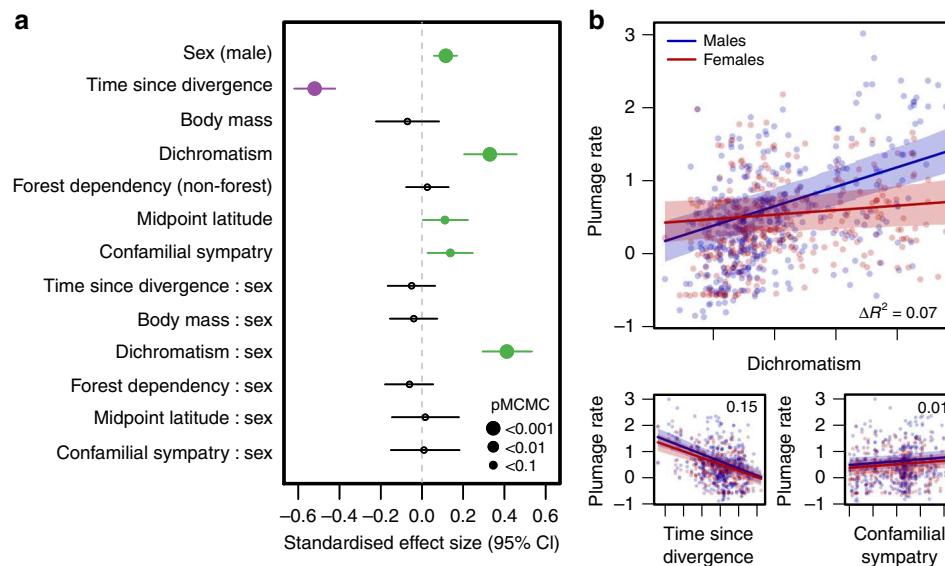 a
Sex (male)
Time since divergence
Body mass
Dichromatism
Forest dependency (non-forest)
Midpoint latitude
Confamilial sympatry
Time since divergence : sex
Body mass : sex
Dichromatism : sex
Forest dependency : sex
Midpoint latitude : sex
Confamilial sympatry : sex
pMCMC
<0.001
<0.01
<0.1
−0.6 −0.4 −0.2 0.0 0.2 0.4 0.6
Standardised effect size (95% CI)
b
Males
Females
3
2
1
0
−1
Plumage rate
ΔR² = 0.07
Dichromatism
3
2
1
0
−1
Plumage rate
0.15
Time since
divergence
3
2
1
0
−1
Plumage rate
0.01
Confamilial
sympatry